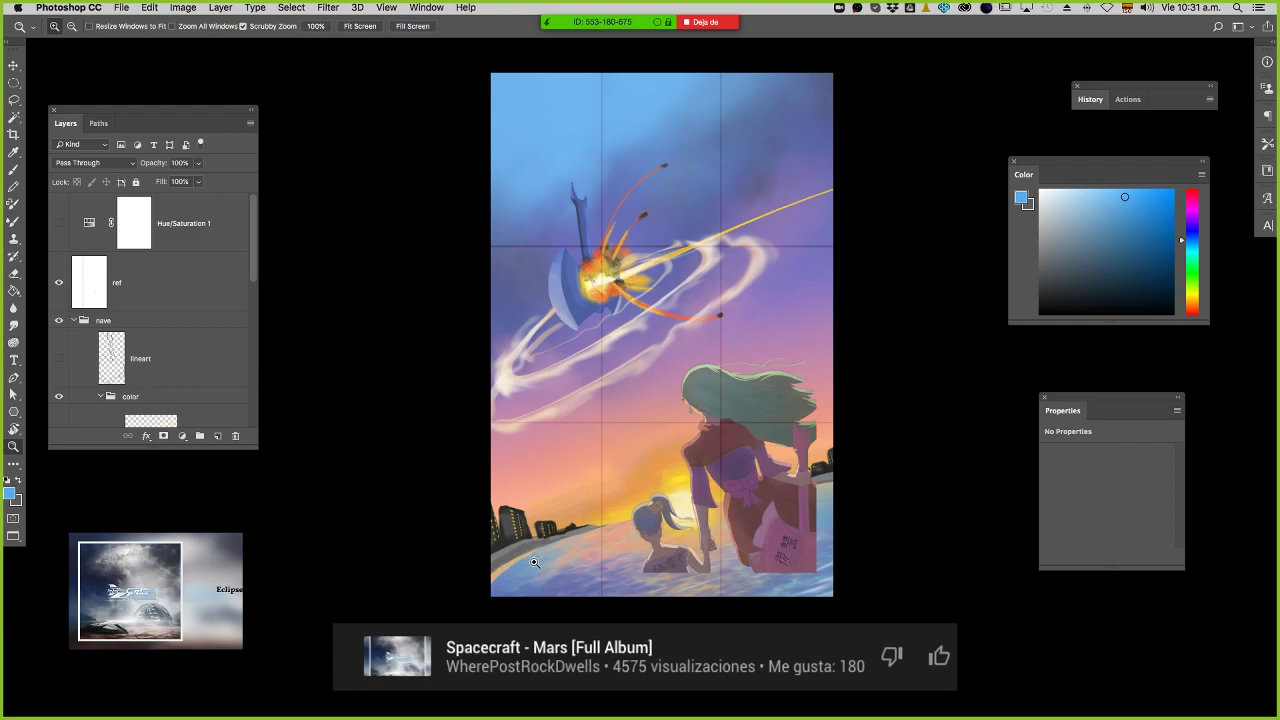 Photoshop CC File Edit Image Layer Type Select Filter 3D View Window Help
Vie 10:31 a.m.
ID: 553-180-675 Deja de
Resize Windows to Fit Zoom All Windows Scrubby Zoom 100% Fit Screen Fill Screen
Layers Paths
Kind
Pass Through Opacity: 100%
Lock: Fill: 100%
Hue/Saturation 1
ref
nave
lineart
color
fx
History Actions
Color
Properties
No Properties
Eclipse
Spacecraft - Mars [Full Album]
WherePostRockDwells • 4575 visualizaciones • Me gusta: 180